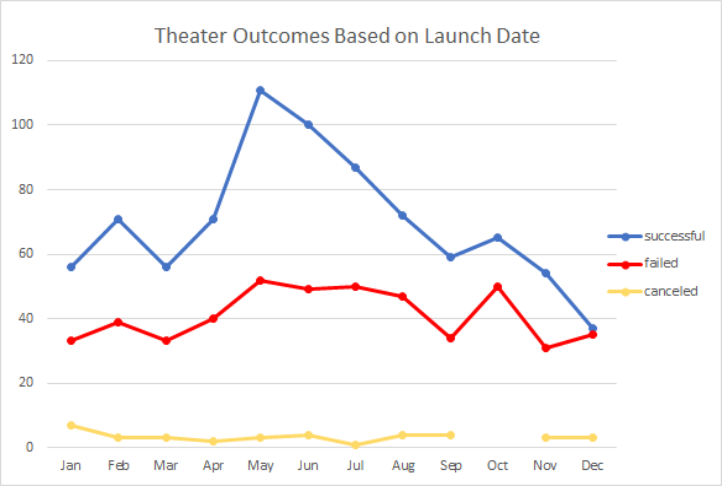 Theater Outcomes Based on Launch Date
120
100
80
60
40
20
0
Jan Feb Mar Apr May Jun Jul Aug Sep Oct Nov Dec
successful
failed
canceled